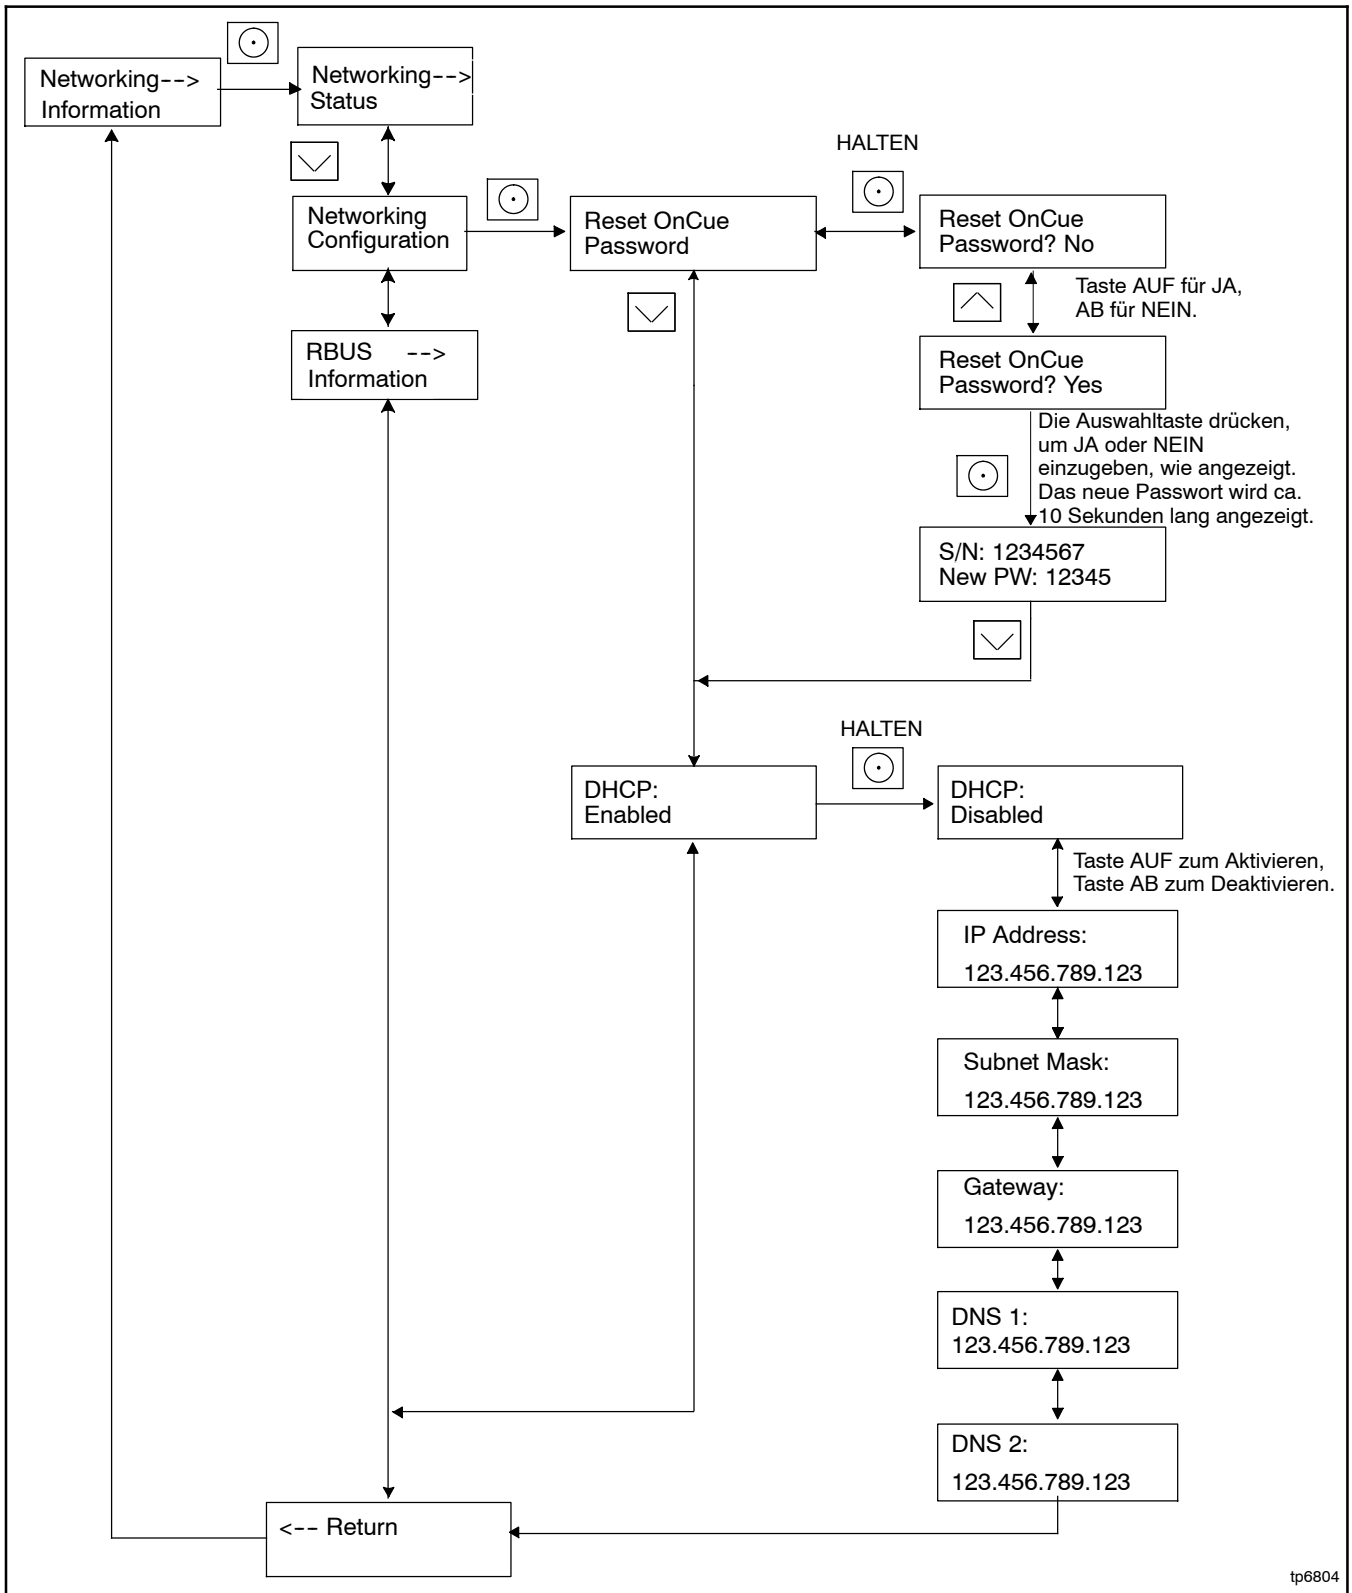 Networking-->
Information
Networking-->
Status
HALTEN
Networking
Configuration
Reset OnCue
Password
Reset OnCue
Password? No
Taste AUF für JA,
AB für NEIN.
RBUS -->
Information
Reset OnCue
Password? Yes
Die Auswahltaste drücken,
um JA oder NEIN
einzugeben, wie angezeigt.
Das neue Passwort wird ca.
10 Sekunden lang angezeigt.
S/N: 1234567
New PW: 12345
HALTEN
DHCP:
Enabled
DHCP:
Disabled
Taste AUF zum Aktivieren,
Taste AB zum Deaktivieren.
IP Address:
123.456.789.123
Subnet Mask:
123.456.789.123
Gateway:
123.456.789.123
DNS 1:
123.456.789.123
DNS 2:
123.456.789.123
<-- Return
tp6804